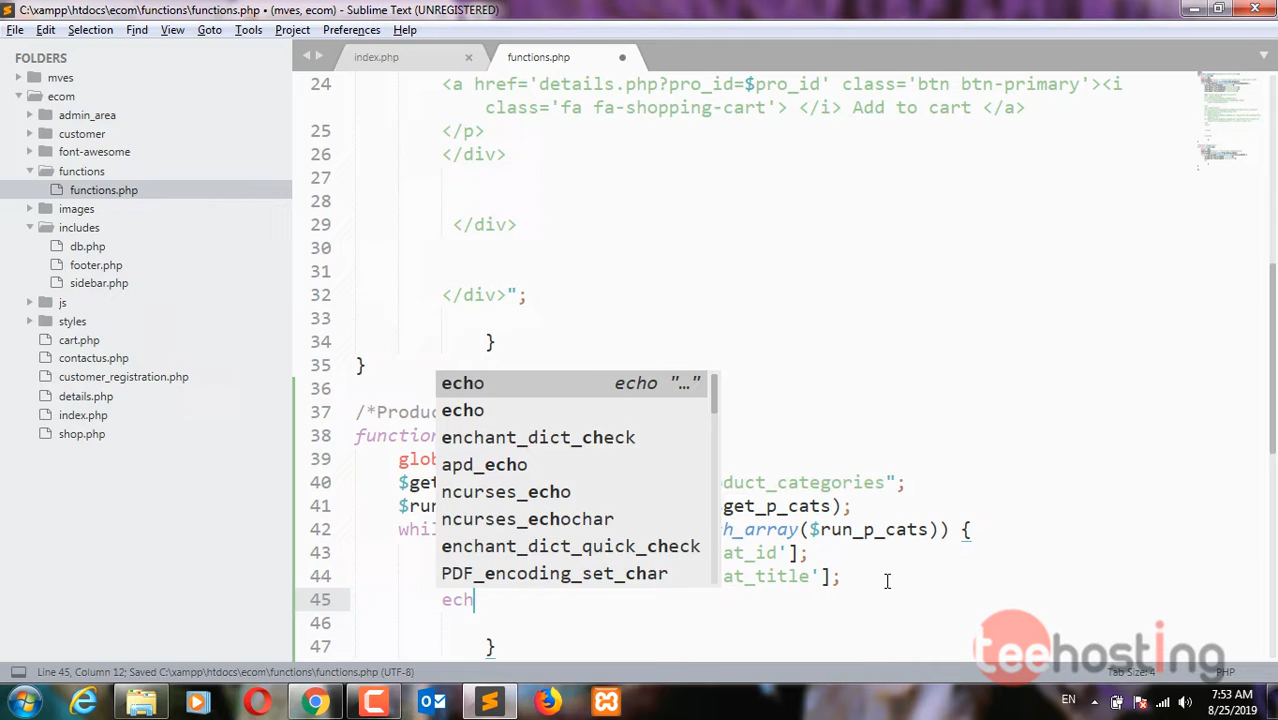 C:\xampp\htdocs\ecom\functions\functions.php • (mves, ecom) - Sublime Text (UNREGISTERED)
File Edit Selection Find View Goto Tools Project Preferences Help
FOLDERS
mves
ecom
admin_area
customer
font-awesome
functions
functions.php
images
includes
db.php
footer.php
sidebar.php
js
styles
cart.php
contactus.php
customer_registration.php
details.php
index.php
shop.php
index.php × functions.php
24 <a href='details.php?pro_id=$pro_id' class='btn btn-primary'><i
class='fa fa-shopping-cart'> </i> Add to cart </a>
25 </p>
26 </div>
27
28
29 </div>
30
31
32 </div>";
33
34 }
35 }
36
37 /*Produc
38 function
39 glob
40 $get oduct_categories";
41 $run get_p_cats);
42 whil h_array($run_p_cats)) {
43 at_id'];
44 at_title'];
45 ech
46
47 }
echo echo "…"
echo
enchant_dict_check
apd_echo
ncurses_echo
ncurses_echochar
enchant_dict_quick_check
PDF_encoding_set_char
teehosting
Line 45, Column 12; Saved C:\xampp\htdocs\ecom\functions\functions.php (UTF-8) Tab Size: 4 PHP
EN 7:53 AM
8/25/2019